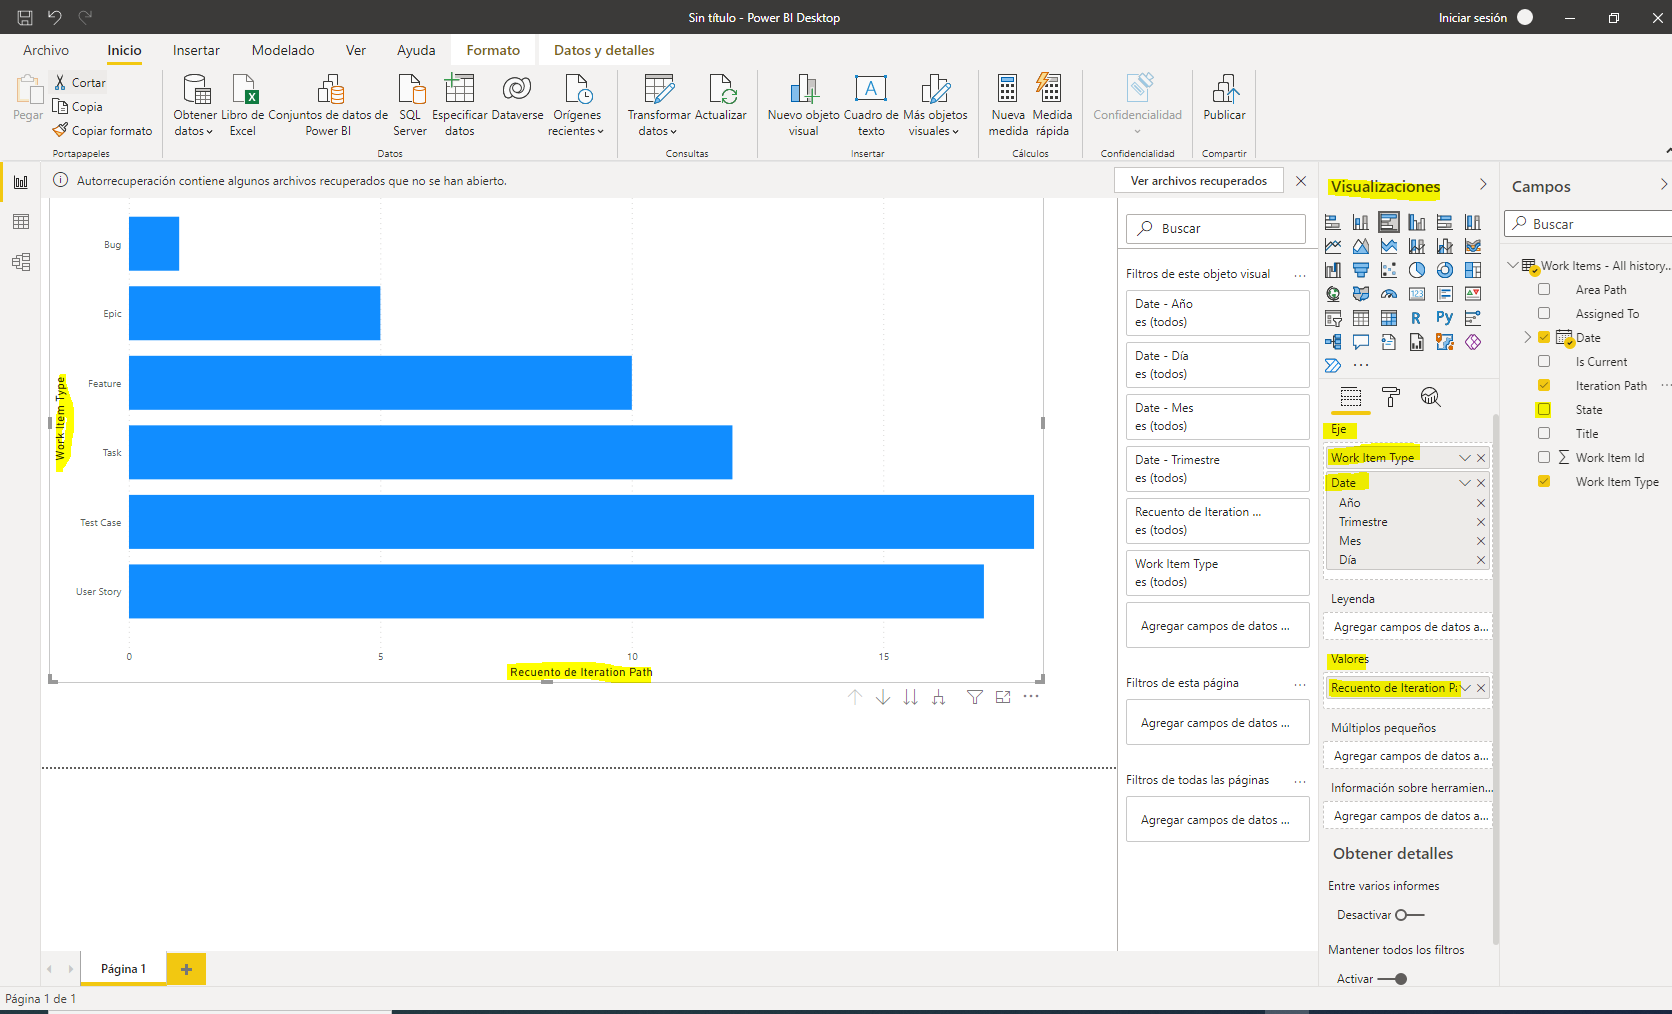 Sin título - Power BI Desktop
Iniciar sesión
Archivo
Inicio
Insertar
Modelado
Ver
Ayuda
Formato
Datos y detalles
Pegar
Cortar
Copia
Copiar formato
Portapapeles
Obtener
datos
Libro de
Excel
Conjuntos de datos de
Power BI
SQL
Server
Especificar
datos
Dataverse
Orígenes
recientes
Datos
Transformar
datos
Actualizar
Consultas
Nuevo objeto
visual
Cuadro de
texto
Más objetos
visuales
Insertar
Nueva
medida
Medida
rápida
Cálculos
Confidencialidad
Confidencialidad
Publicar
Compartir
Autorrecuperación contiene algunos archivos recuperados que no se han abierto.
Ver archivos recuperados
Work Item Type
Bug
Epic
Feature
Task
Test Case
User Story
0
5
10
15
Recuento de Iteration Path
Buscar
Filtros de este objeto visual
...
Date - Año
es (todos)
Date - Día
es (todos)
Date - Mes
es (todos)
Date - Trimestre
es (todos)
Recuento de Iteration ...
es (todos)
Work Item Type
es (todos)
Agregar campos de datos ...
Filtros de esta página
...
Agregar campos de datos ...
Filtros de todas las páginas
...
Agregar campos de datos ...
Visualizaciones
123
R
Py
...
Eje
Work Item Type
Date
Año
Trimestre
Mes
Día
Leyenda
Agregar campos de datos a...
Valores
Recuento de Iteration Pa
Múltiplos pequeños
Agregar campos de datos a...
Información sobre herramien...
Agregar campos de datos a...
Obtener detalles
Entre varios informes
Desactivar
Mantener todos los filtros
Activar
Campos
Buscar
Work Items - All history...
Area Path
Assigned To
Date
Is Current
Iteration Path
State
Title
Work Item Id
Work Item Type
Página 1
Página 1 de 1